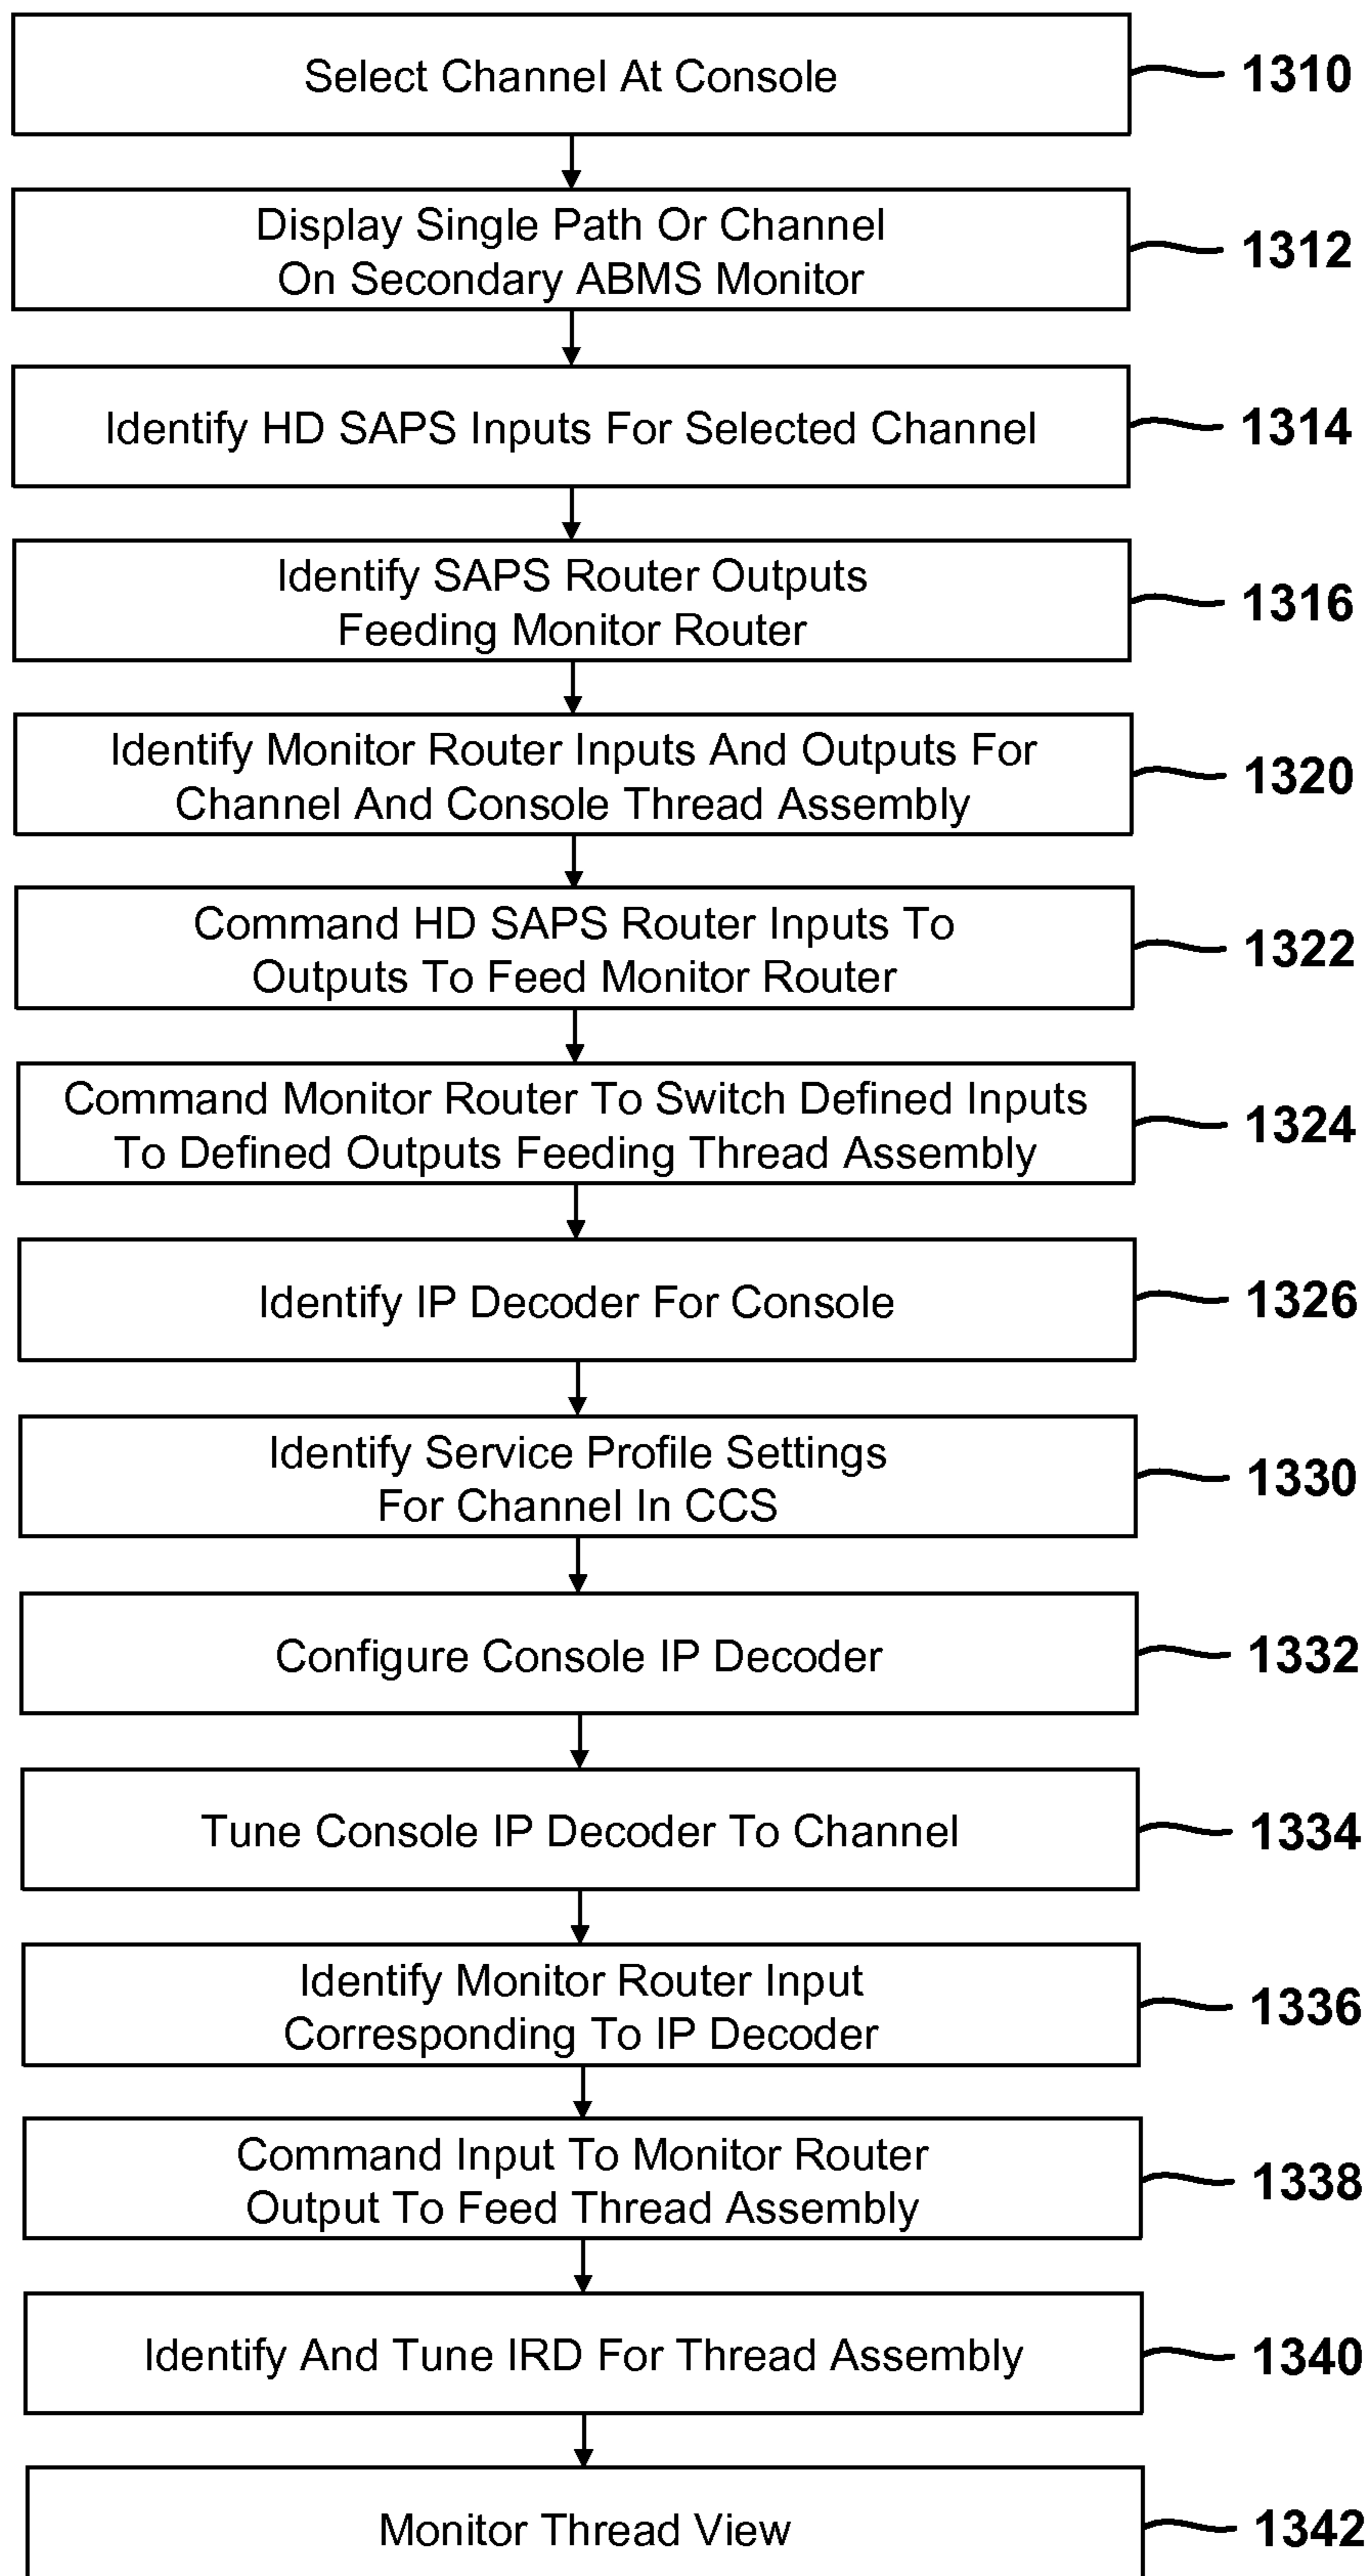 Select Channel At Console
1310
Display Single Path Or Channel
On Secondary ABMS Monitor
1312
Identify HD SAPS Inputs For Selected Channel
1314
Identify SAPS Router Outputs
Feeding Monitor Router
1316
Identify Monitor Router Inputs And Outputs For
Channel And Console Thread Assembly
1320
Command HD SAPS Router Inputs To
Outputs To Feed Monitor Router
1322
Command Monitor Router To Switch Defined Inputs
To Defined Outputs Feeding Thread Assembly
1324
Identify IP Decoder For Console
1326
Identify Service Profile Settings
For Channel In CCS
1330
Configure Console IP Decoder
1332
Tune Console IP Decoder To Channel
1334
Identify Monitor Router Input
Corresponding To IP Decoder
1336
Command Input To Monitor Router
Output To Feed Thread Assembly
1338
Identify And Tune IRD For Thread Assembly
1340
Monitor Thread View
1342